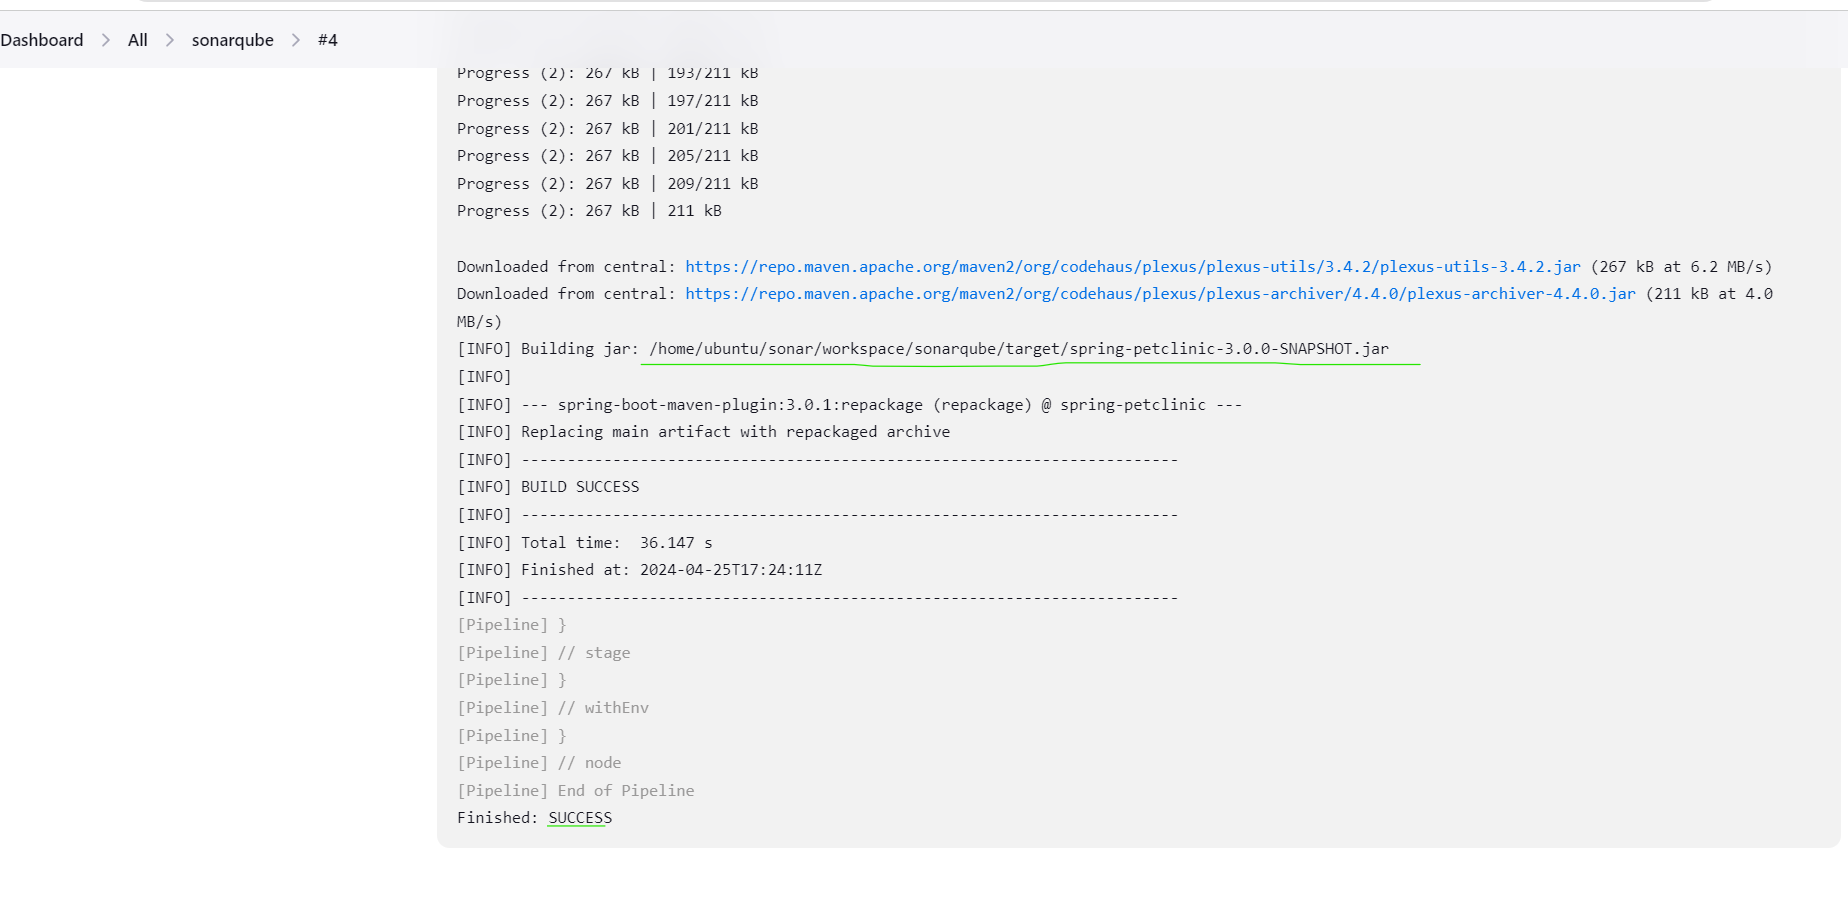 Dashboard > All > sonarqube > #4
Progress (2): 267 kB | 193/211 kB
Progress (2): 267 kB | 197/211 kB
Progress (2): 267 kB | 201/211 kB
Progress (2): 267 kB | 205/211 kB
Progress (2): 267 kB | 209/211 kB
Progress (2): 267 kB | 211 kB
Downloaded from central: https://repo.maven.apache.org/maven2/org/codehaus/plexus/plexus-utils/3.4.2/plexus-utils-3.4.2.jar (267 kB at 6.2 MB/s)
Downloaded from central: https://repo.maven.apache.org/maven2/org/codehaus/plexus/plexus-archiver/4.4.0/plexus-archiver-4.4.0.jar (211 kB at 4.0
MB/s)
[INFO] Building jar: /home/ubuntu/sonar/workspace/sonarqube/target/spring-petclinic-3.0.0-SNAPSHOT.jar
[INFO]
[INFO] --- spring-boot-maven-plugin:3.0.1:repackage (repackage) @ spring-petclinic ---
[INFO] Replacing main artifact with repackaged archive
[INFO] ------------------------------------------------------------------------
[INFO] BUILD SUCCESS
[INFO] ------------------------------------------------------------------------
[INFO] Total time:  36.147 s
[INFO] Finished at: 2024-04-25T17:24:11Z
[INFO] ------------------------------------------------------------------------
[Pipeline] }
[Pipeline] // stage
[Pipeline] }
[Pipeline] // withEnv
[Pipeline] }
[Pipeline] // node
[Pipeline] End of Pipeline
Finished: SUCCESS